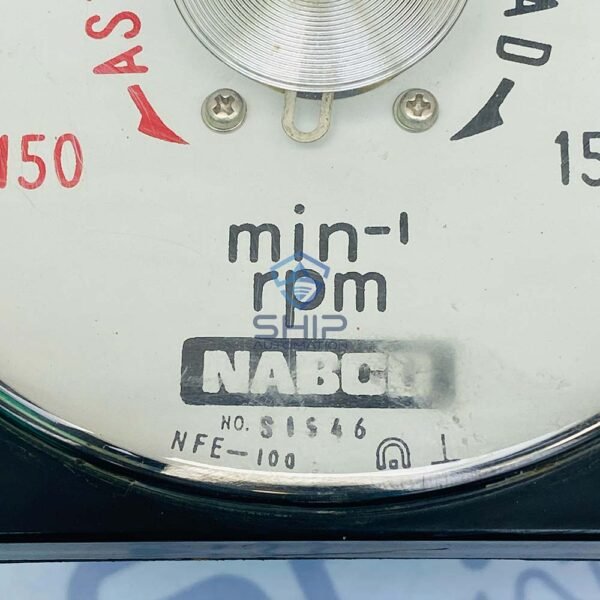 AS
AD
150
15
min-1
rpm
SHIP
AUTOMATION
NABCO
NO. S1546
NFE-100